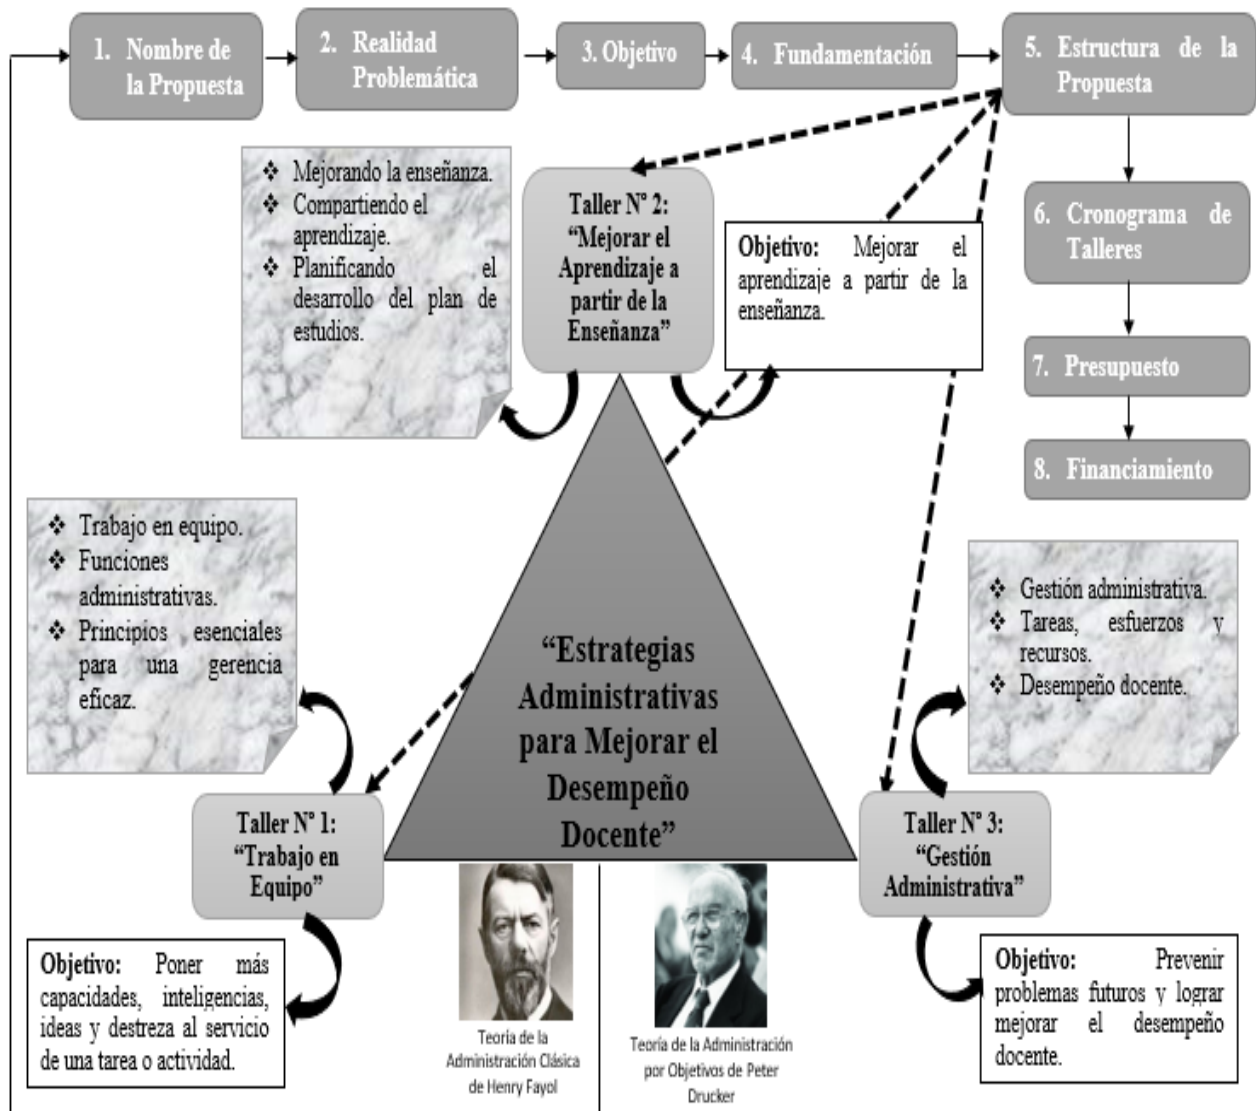 1. Nombre de
la Propuesta
2. Realidad
Problemática
3. Objetivo
4. Fundamentación
5. Estructura de la
Propuesta
❖ Mejorando la enseñanza.
❖ Compartiendo el
aprendizaje.
❖ Planificando el
desarrollo del plan de
estudios.
Taller N° 2:
“Mejorar el
Aprendizaje a
partir de la
Enseñanza”
Objetivo: Mejorar el
aprendizaje a partir de la
enseñanza.
6. Cronograma de
Talleres
7. Presupuesto
8. Financiamiento
❖ Trabajo en equipo.
❖ Funciones
administrativas.
❖ Principios esenciales
para una gerencia
eficaz.
“Estrategias
Administrativas
para Mejorar el
Desempeño
Docente”
❖ Gestión administrativa.
❖ Tareas, esfuerzos y
recursos.
❖ Desempeño docente.
Taller N° 1:
“Trabajo en
Equipo”
Taller N° 3:
“Gestión
Administrativa”
Objetivo: Poner más
capacidades, inteligencias,
ideas y destreza al servicio
de una tarea o actividad.
Teoría de la
Administración Clásica
de Henry Fayol
Teoría de la Administración
por Objetivos de Peter
Drucker
Objetivo: Prevenir
problemas futuros y lograr
mejorar el desempeño
docente.